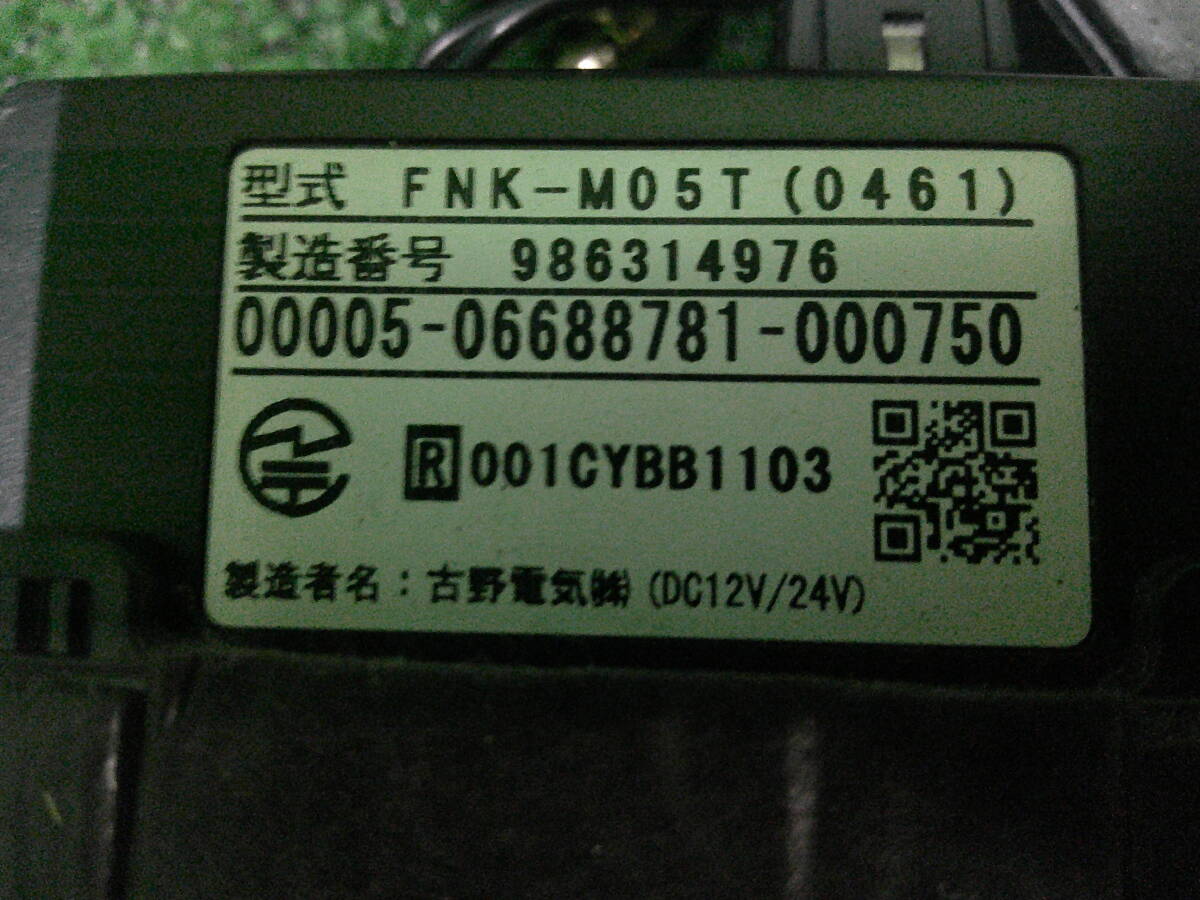 型式 FNK-M05T(0461)
製造番号 986314976
00005-06688781-000750
R 001CYBB1103
製造者名:古野電気㈱(DC12V/24V)